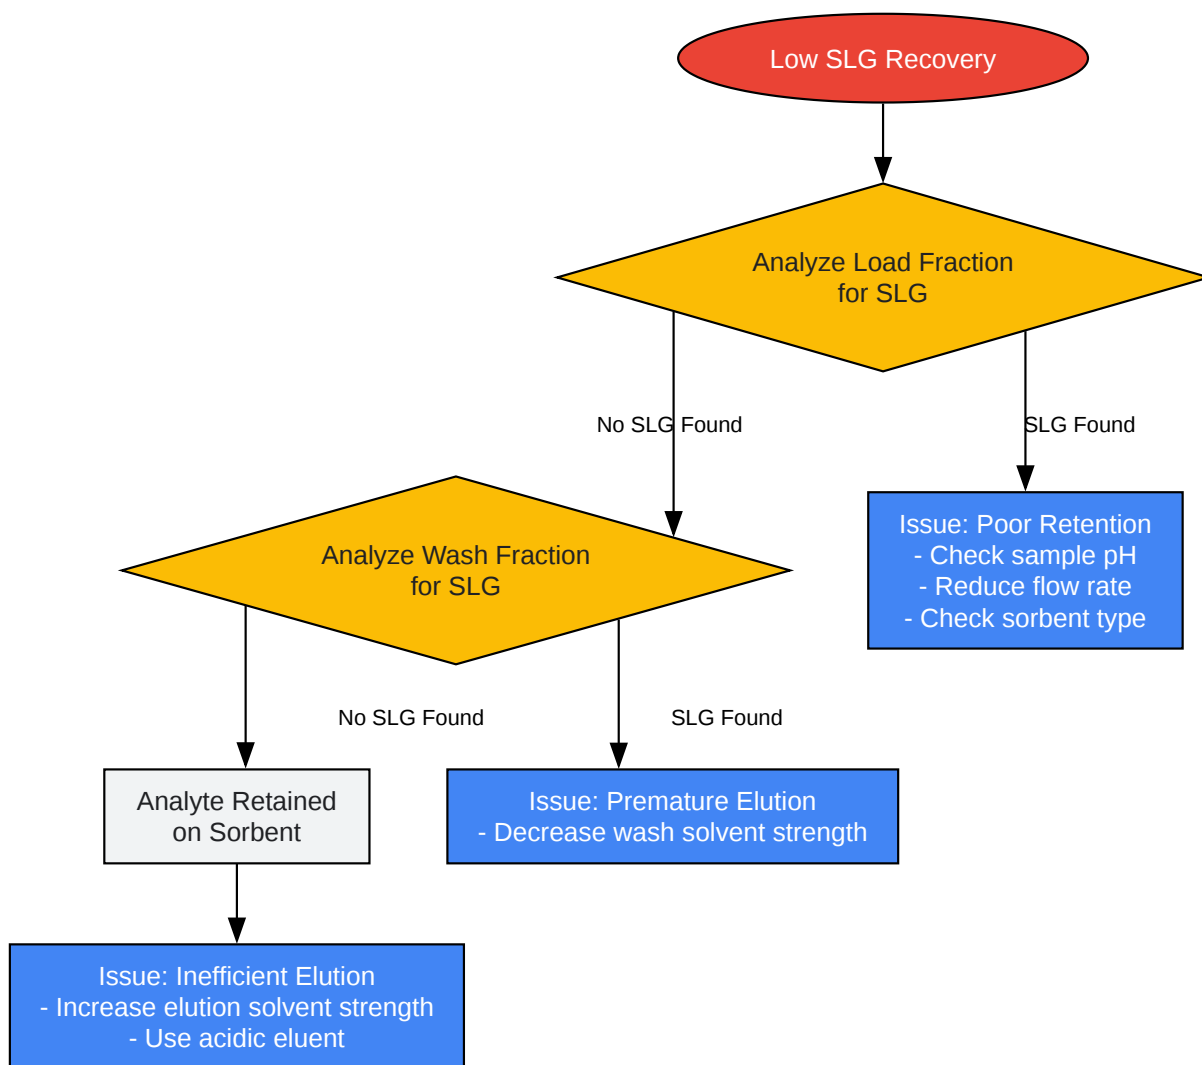 Low SLG Recovery
Analyze Load Fraction
for SLG
No SLG Found
SLG Found
Issue: Poor Retention
- Check sample pH
- Reduce flow rate
- Check sorbent type
Analyze Wash Fraction
for SLG
No SLG Found
SLG Found
Analyte Retained
on Sorbent
Issue: Premature Elution
- Decrease wash solvent strength
Issue: Inefficient Elution
- Increase elution solvent strength
- Use acidic eluent